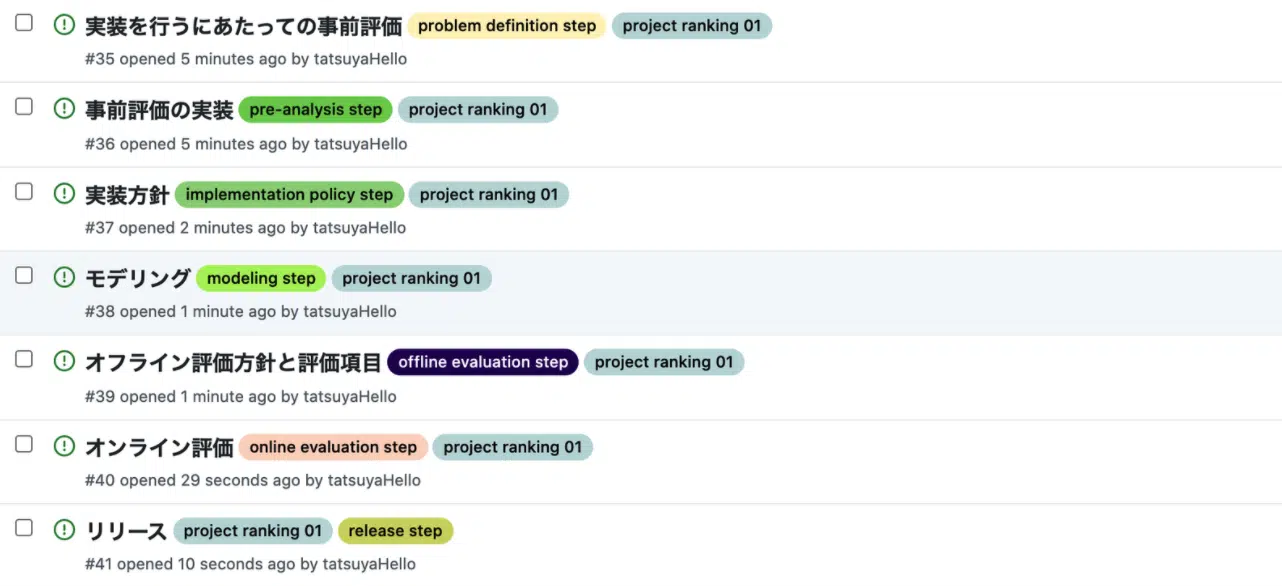 実装を行うにあたっての事前評価 problem definition step project ranking 01
#35 opened 5 minutes ago by tatsuyaHello
事前評価の実装 pre-analysis step project ranking 01
#36 opened 5 minutes ago by tatsuyaHello
実装方針 implementation policy step project ranking 01
#37 opened 2 minutes ago by tatsuyaHello
モデリング modeling step project ranking 01
#38 opened 1 minute ago by tatsuyaHello
オフライン評価方針と評価項目 offline evaluation step project ranking 01
#39 opened 1 minute ago by tatsuyaHello
オンライン評価 online evaluation step project ranking 01
#40 opened 29 seconds ago by tatsuyaHello
リリース project ranking 01 release step
#41 opened 10 seconds ago by tatsuyaHello